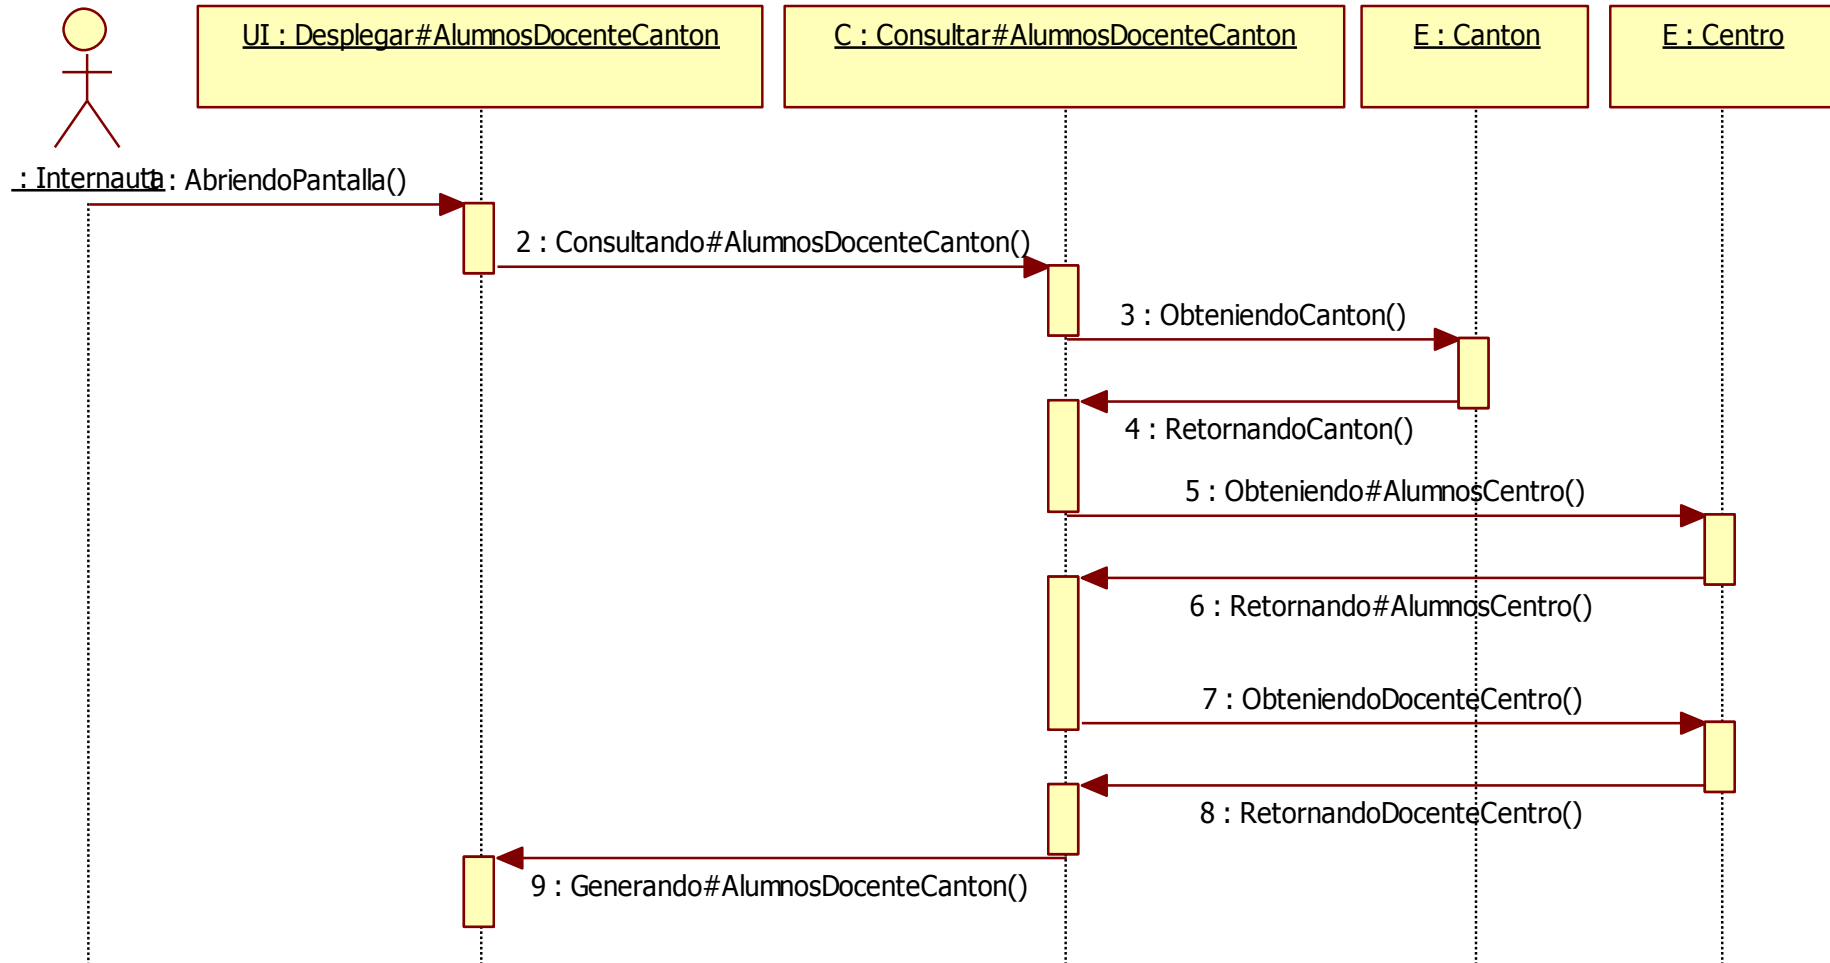 UI : Desplegar#AlumnosDocenteCanton
C : Consultar#AlumnosDocenteCanton
E : Canton
E : Centro
: Internauta
1 : AbriendoPantalla()
2 : Consultando#AlumnosDocenteCanton()
3 : ObteniendoCanton()
4 : RetornandoCanton()
5 : Obteniendo#AlumnosCentro()
6 : Retornando#AlumnosCentro()
7 : ObteniendoDocenteCentro()
8 : RetornandoDocenteCentro()
9 : Generando#AlumnosDocenteCanton()